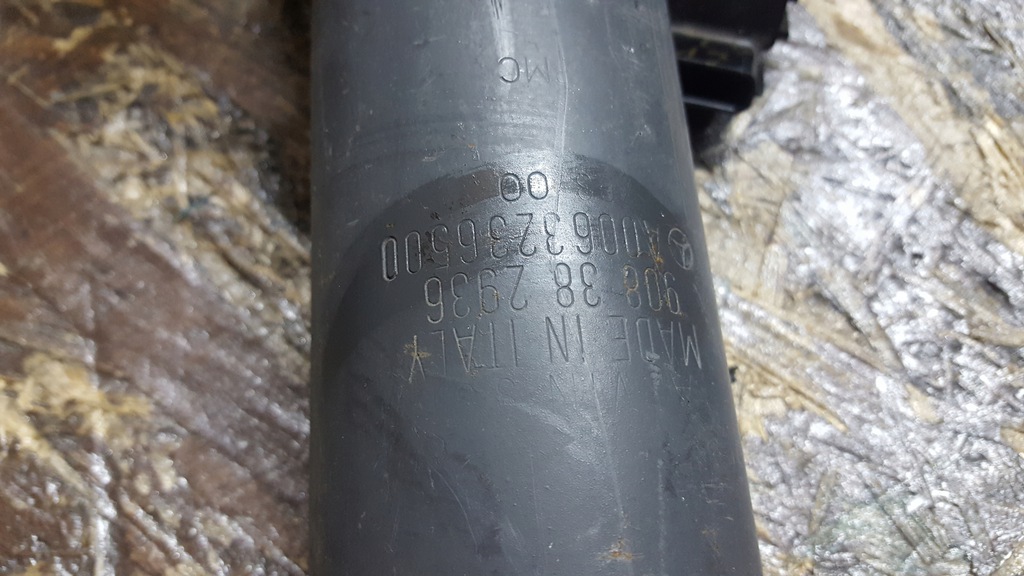 MADE IN ITALY
908 38 2936
A0063236500
00
MC